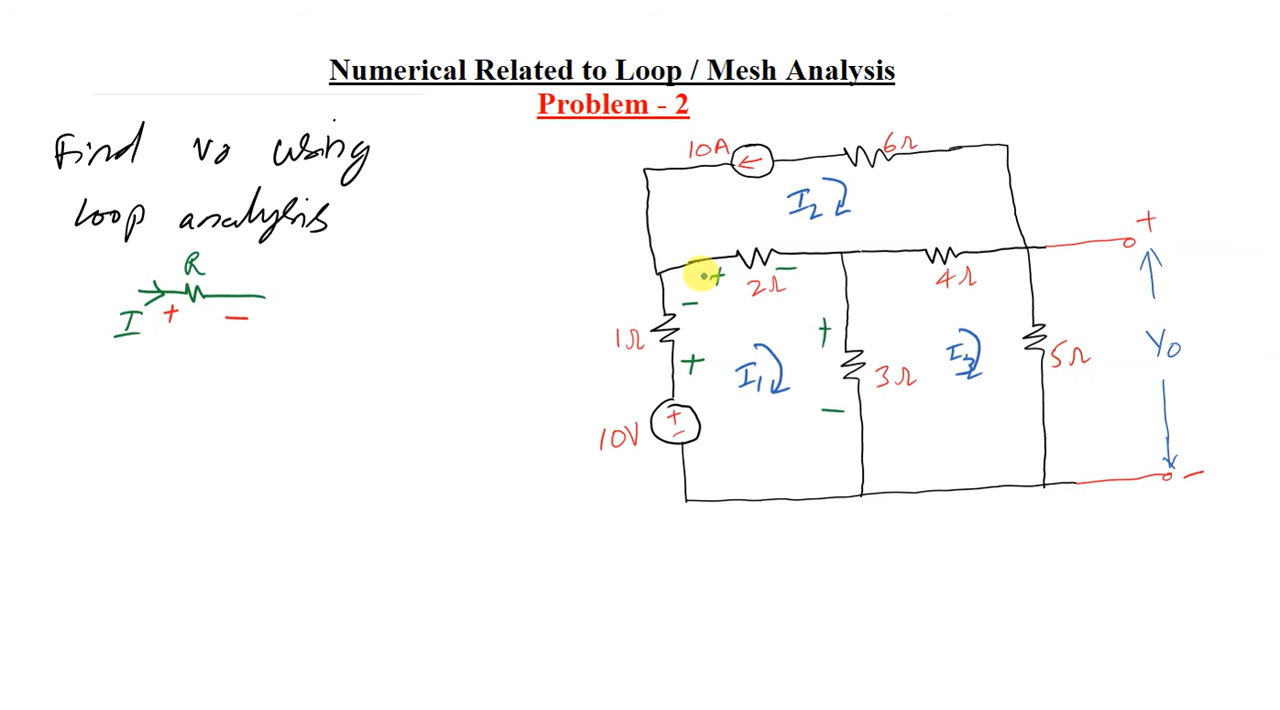 Numerical Related to Loop / Mesh Analysis
Problem - 2
Find vo using
loop analysis
R
I
+ -
10A
6Ω
I2
+
- + 2Ω -
4Ω
1Ω
+
+
I1
I3
3Ω
5Ω
Vo
10V
+
-
-
-